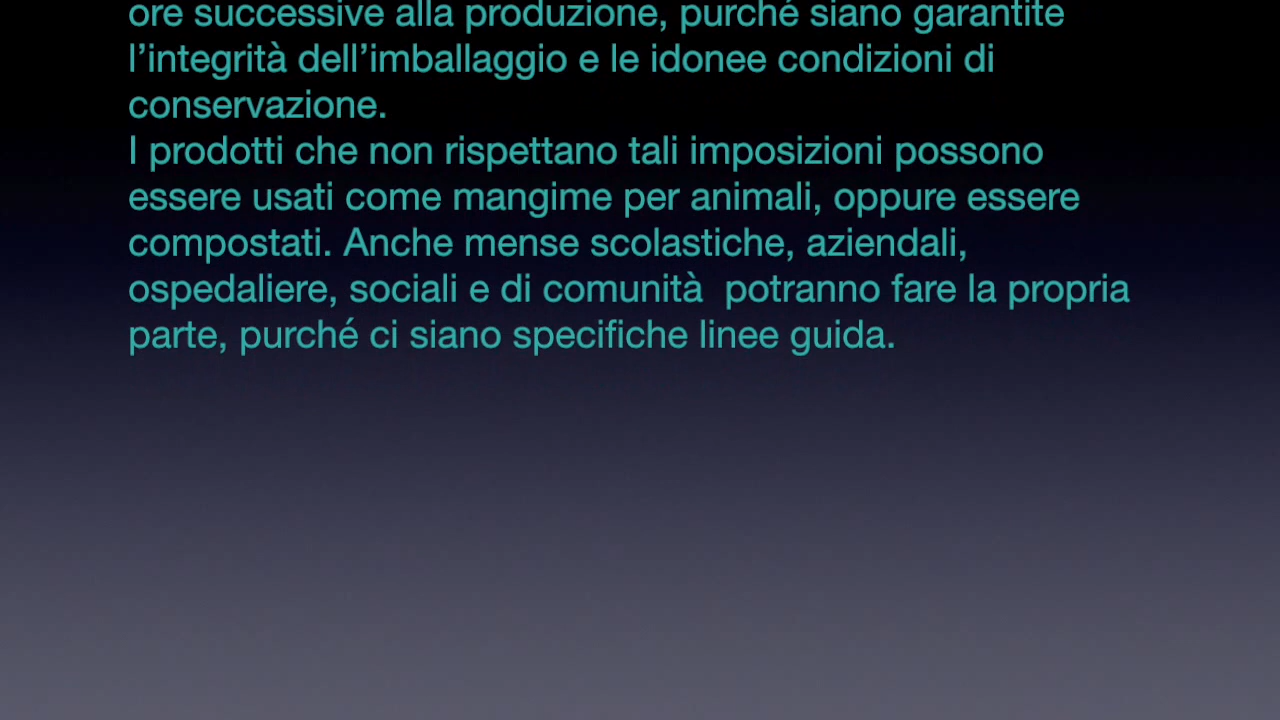 ore successive alla produzione, purché siano garantite
l’integrità dell’imballaggio e le idonee condizioni di
conservazione.
I prodotti che non rispettano tali imposizioni possono
essere usati come mangime per animali, oppure essere
compostati. Anche mense scolastiche, aziendali,
ospedaliere, sociali e di comunità  potranno fare la propria
parte, purché ci siano specifiche linee guida.